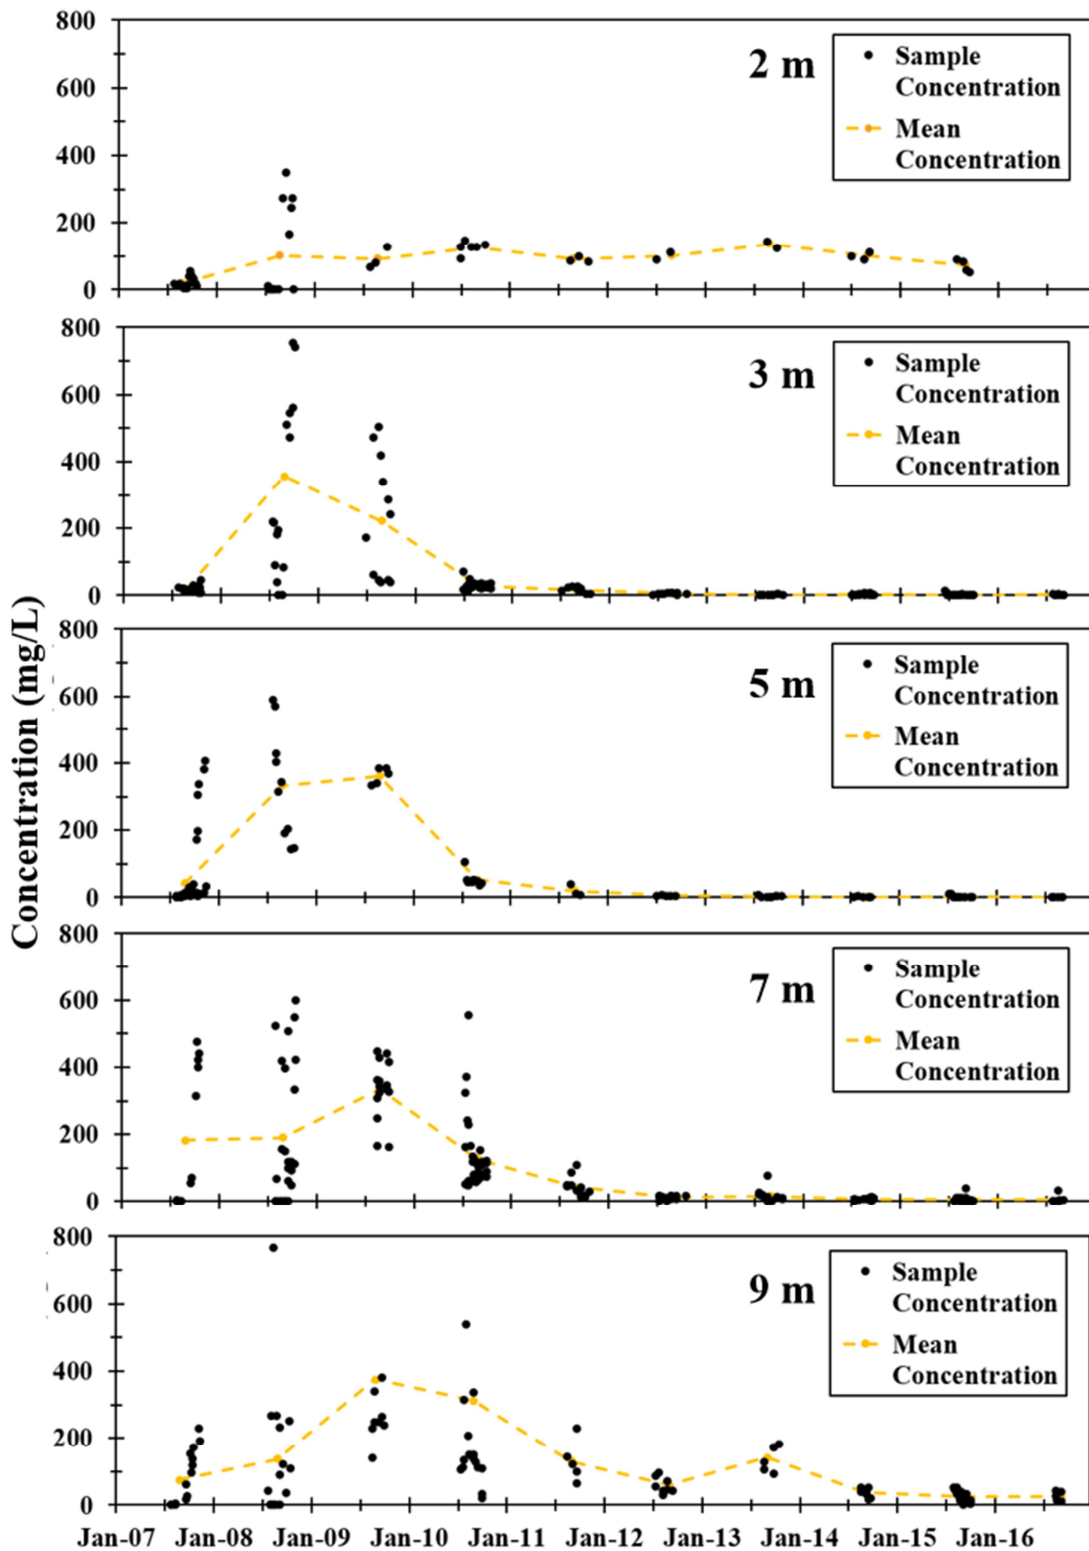 800
600
400
200
0
2 m
Sample
Concentration
Mean
Concentration
800
600
400
200
0
3 m
Sample
Concentration
Mean
Concentration
Concentration (mg/L)
800
600
400
200
0
5 m
Sample
Concentration
Mean
Concentration
800
600
400
200
0
7 m
Sample
Concentration
Mean
Concentration
800
600
400
200
0
9 m
Sample
Concentration
Mean
Concentration
Jan-07 Jan-08 Jan-09 Jan-10 Jan-11 Jan-12 Jan-13 Jan-14 Jan-15 Jan-16